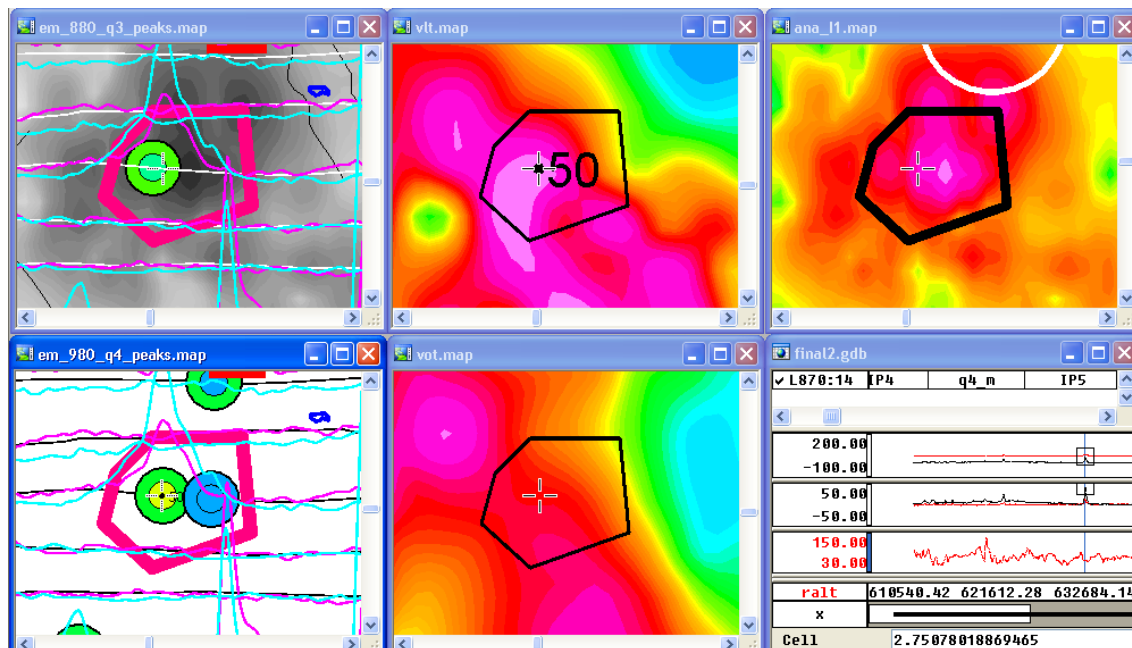 em_880_q3_peaks.map
vlt.map
ana_l1.map
50
em_980_q4_peaks.map
vot.map
final2.gdb
L870:14 IP4 q4_m IP5
200.00
-100.00
50.00
-50.00
150.00
30.00
ralt 610540.42 621612.28 632684.14
x
Cell 2.75078018869465